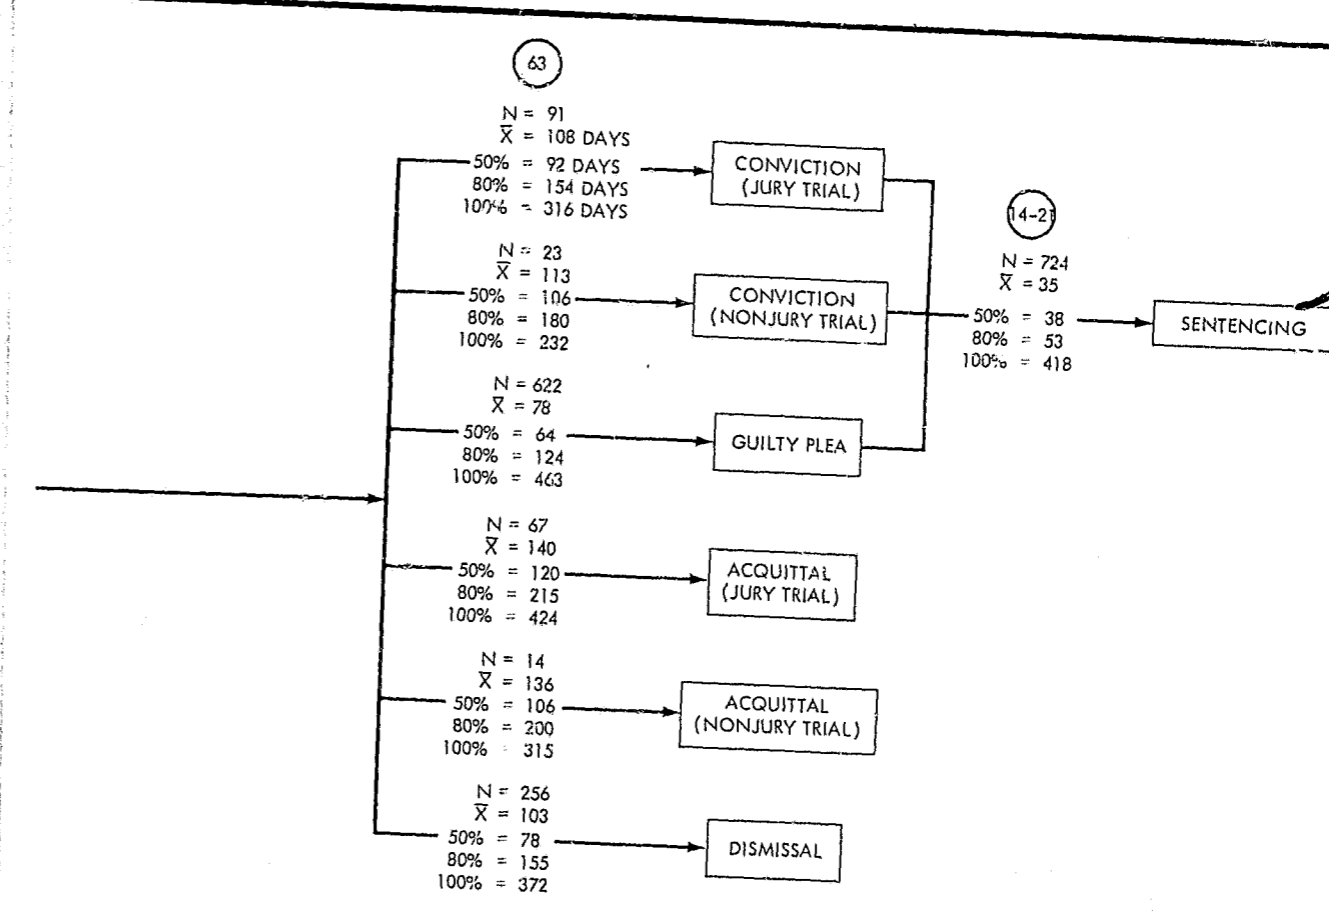 63
N = 91
X̅ = 108 DAYS
50% = 92 DAYS
80% = 154 DAYS
100% = 316 DAYS
CONVICTION
(JURY TRIAL)
N = 23
X̅ = 113
50% = 106
80% = 180
100% = 232
CONVICTION
(NONJURY TRIAL)
14-21
N = 724
X̅ = 35
50% = 38
80% = 53
100% = 418
SENTENCING
N = 622
X̅ = 78
50% = 64
80% = 124
100% = 463
GUILTY PLEA
N = 67
X̅ = 140
50% = 120
80% = 215
100% = 424
ACQUITTAL
(JURY TRIAL)
N = 14
X̅ = 136
50% = 106
80% = 200
100% = 315
ACQUITTAL
(NONJURY TRIAL)
N = 256
X̅ = 103
50% = 78
80% = 155
100% = 372
DISMISSAL